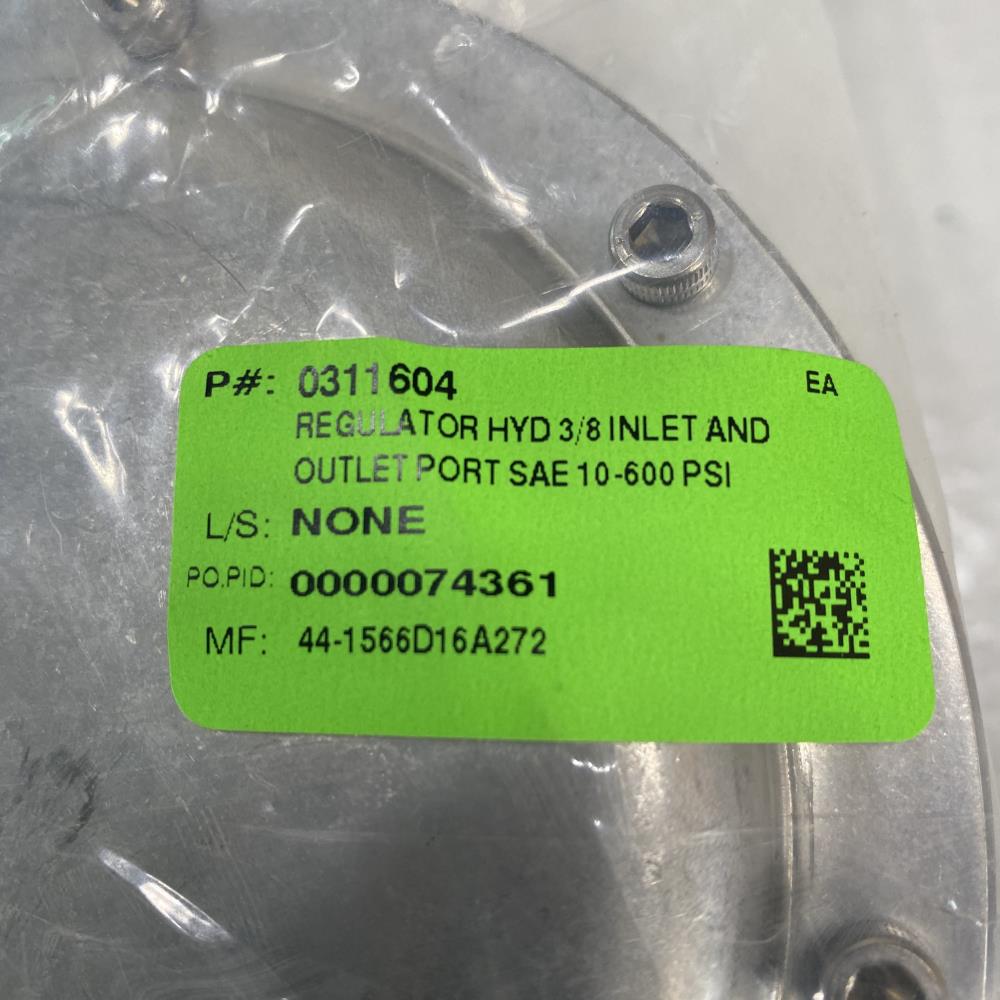 P#: 0311604 EA
REGULATOR HYD 3/8 INLET AND
OUTLET PORT SAE 10-600 PSI
L/S: NONE
PO.PID: 0000074361
MF: 44-1566D16A272